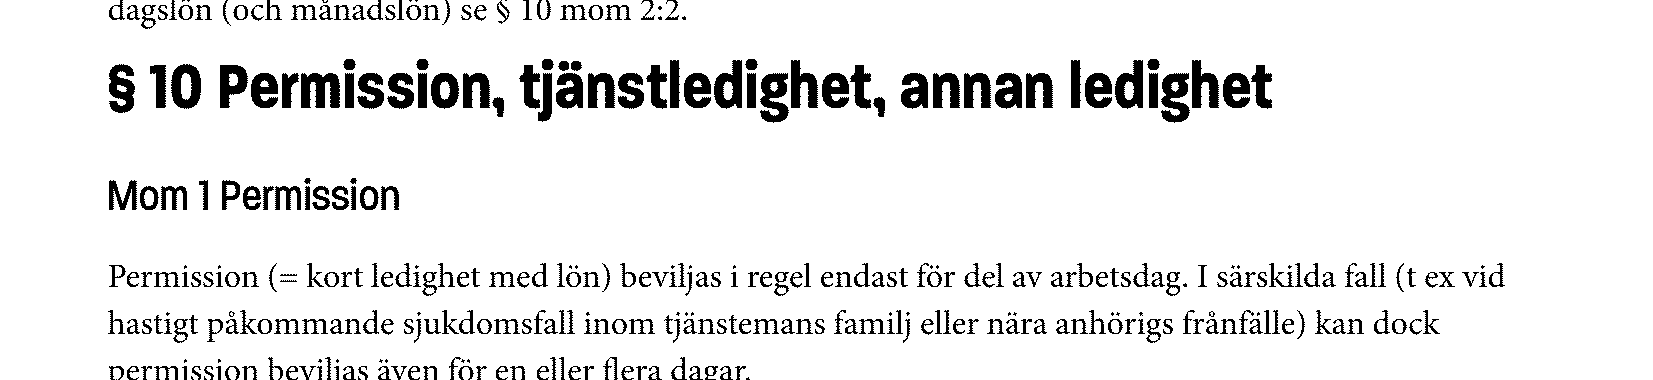 dagslön (och månadslön) se § 10 mom 2:2.
§ 10 Permission, tjänstledighet, annan ledighet
Mom 1 Permission
Permission (= kort ledighet med lön) beviljas i regel endast för del av arbetsdag. I särskilda fall (t ex vid
hastigt påkommande sjukdomsfall inom tjänstemans familj eller nära anhörigs frånfälle) kan dock
permission beviljas även för en eller flera dagar.